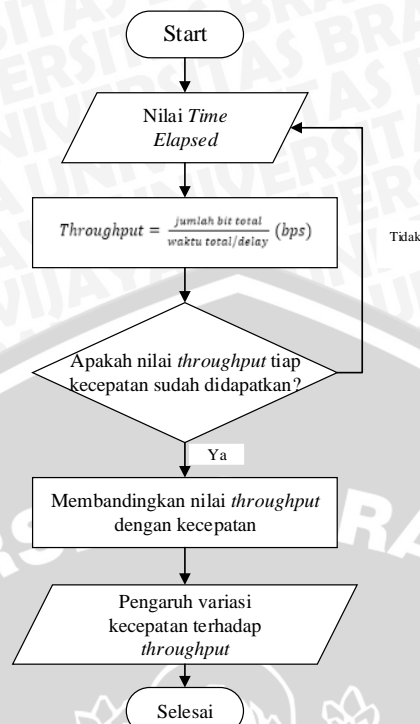 Start
Nilai Time
Elapsed
Throughput = jumlah bit total / waktu total/delay (bps)
Tidak
Apakah nilai throughput tiap
kecepatan sudah didapatkan?
Ya
Membandingkan nilai throughput
dengan kecepatan
Pengaruh variasi
kecepatan terhadap
throughput
Selesai